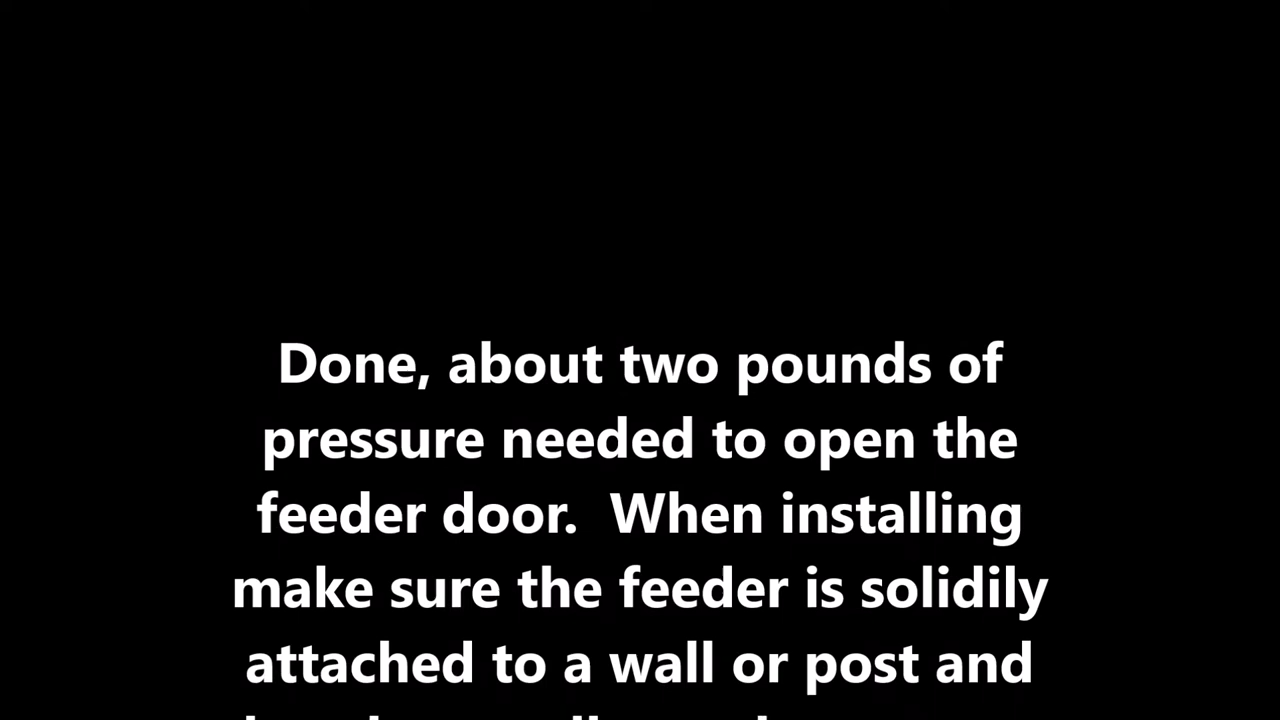 Done, about two pounds of
pressure needed to open the
feeder door.  When installing
make sure the feeder is solidily
attached to a wall or post and